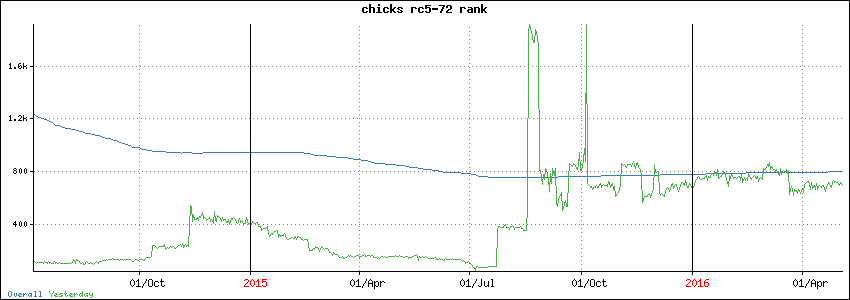 chicks rc5-72 rank
1.6k
1.2k
800
400
01/Oct 2015 01/Apr 01/Jul 01/Oct 2016 01/Apr
Overall Yesterday